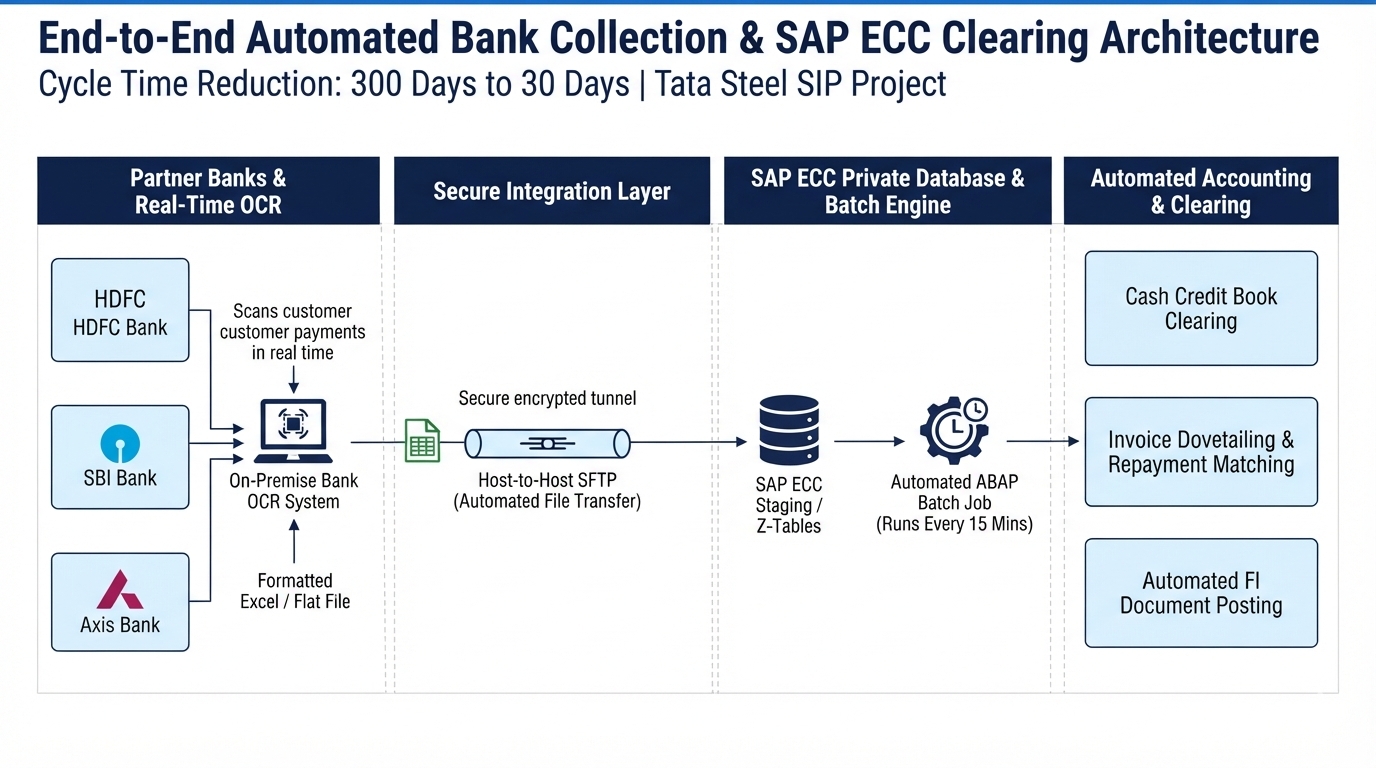 End-to-End Automated Bank Collection & SAP ECC Clearing Architecture
Cycle Time Reduction: 300 Days to 30 Days | Tata Steel SIP Project
Partner Banks &
Real-Time OCR
HDFC
HDFC Bank
SBI Bank
Axis Bank
Scans customer
customer payments
in real time
On-Premise Bank
OCR System
Formatted
Excel / Flat File
Secure Integration Layer
Secure encrypted tunnel
Host-to-Host SFTP
(Automated File Transfer)
SAP ECC Private Database &
Batch Engine
SAP ECC
Staging /
Z-Tables
Automated ABAP
Batch Job
(Runs Every 15 Mins)
Automated Accounting
& Clearing
Cash Credit Book
Clearing
Invoice Dovetailing &
Repayment Matching
Automated FI
Document Posting